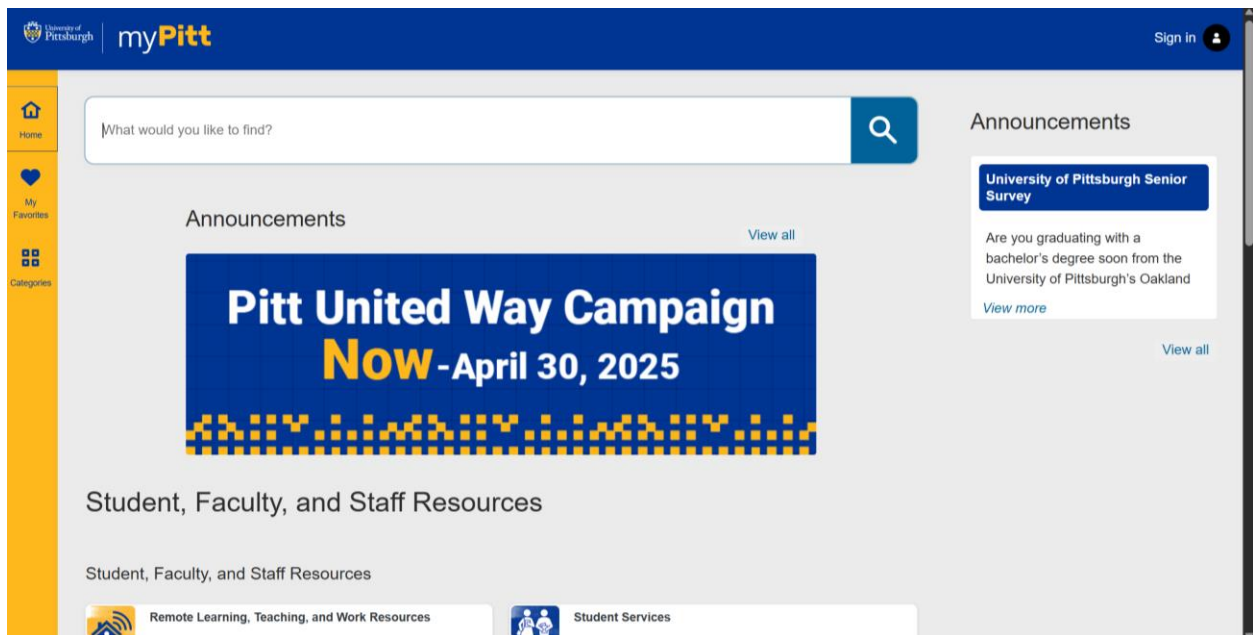 University of
Pittsburgh
myPitt
Sign in
Home
My
Favorites
Categories
What would you like to find?
Announcements
View all
Pitt United Way Campaign
Now-April 30, 2025
Announcements
University of Pittsburgh Senior
Survey
Are you graduating with a
bachelor's degree soon from the
University of Pittsburgh's Oakland
View more
View all
Student, Faculty, and Staff Resources
Student, Faculty, and Staff Resources
Remote Learning, Teaching, and Work Resources
Student Services